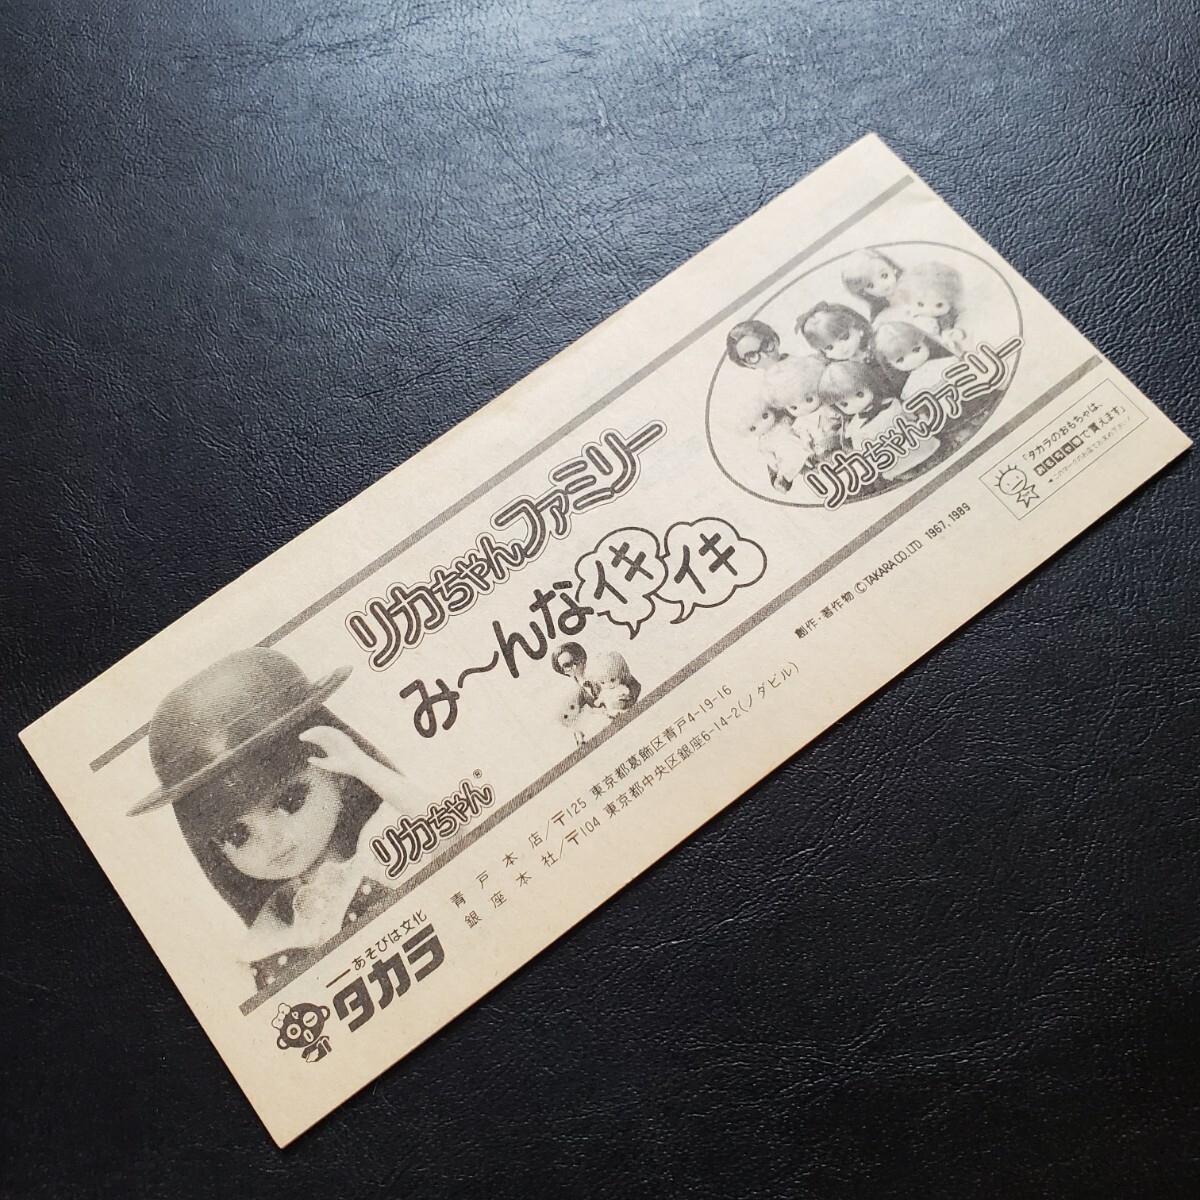 リカちゃんファミリー
み〜んなイキイキ
リカちゃん®
リカちゃんファミリー
「タカラのおもちゃは、
で買えます」
創作・著作物 ©TAKARA CO.,LTD 1967, 1989
——あそびは文化
タカラ
青戸本店/〒125 東京都葛飾区青戸4-19-16
銀座本社/〒104 東京都中央区銀座6-14-2(ノダビル)